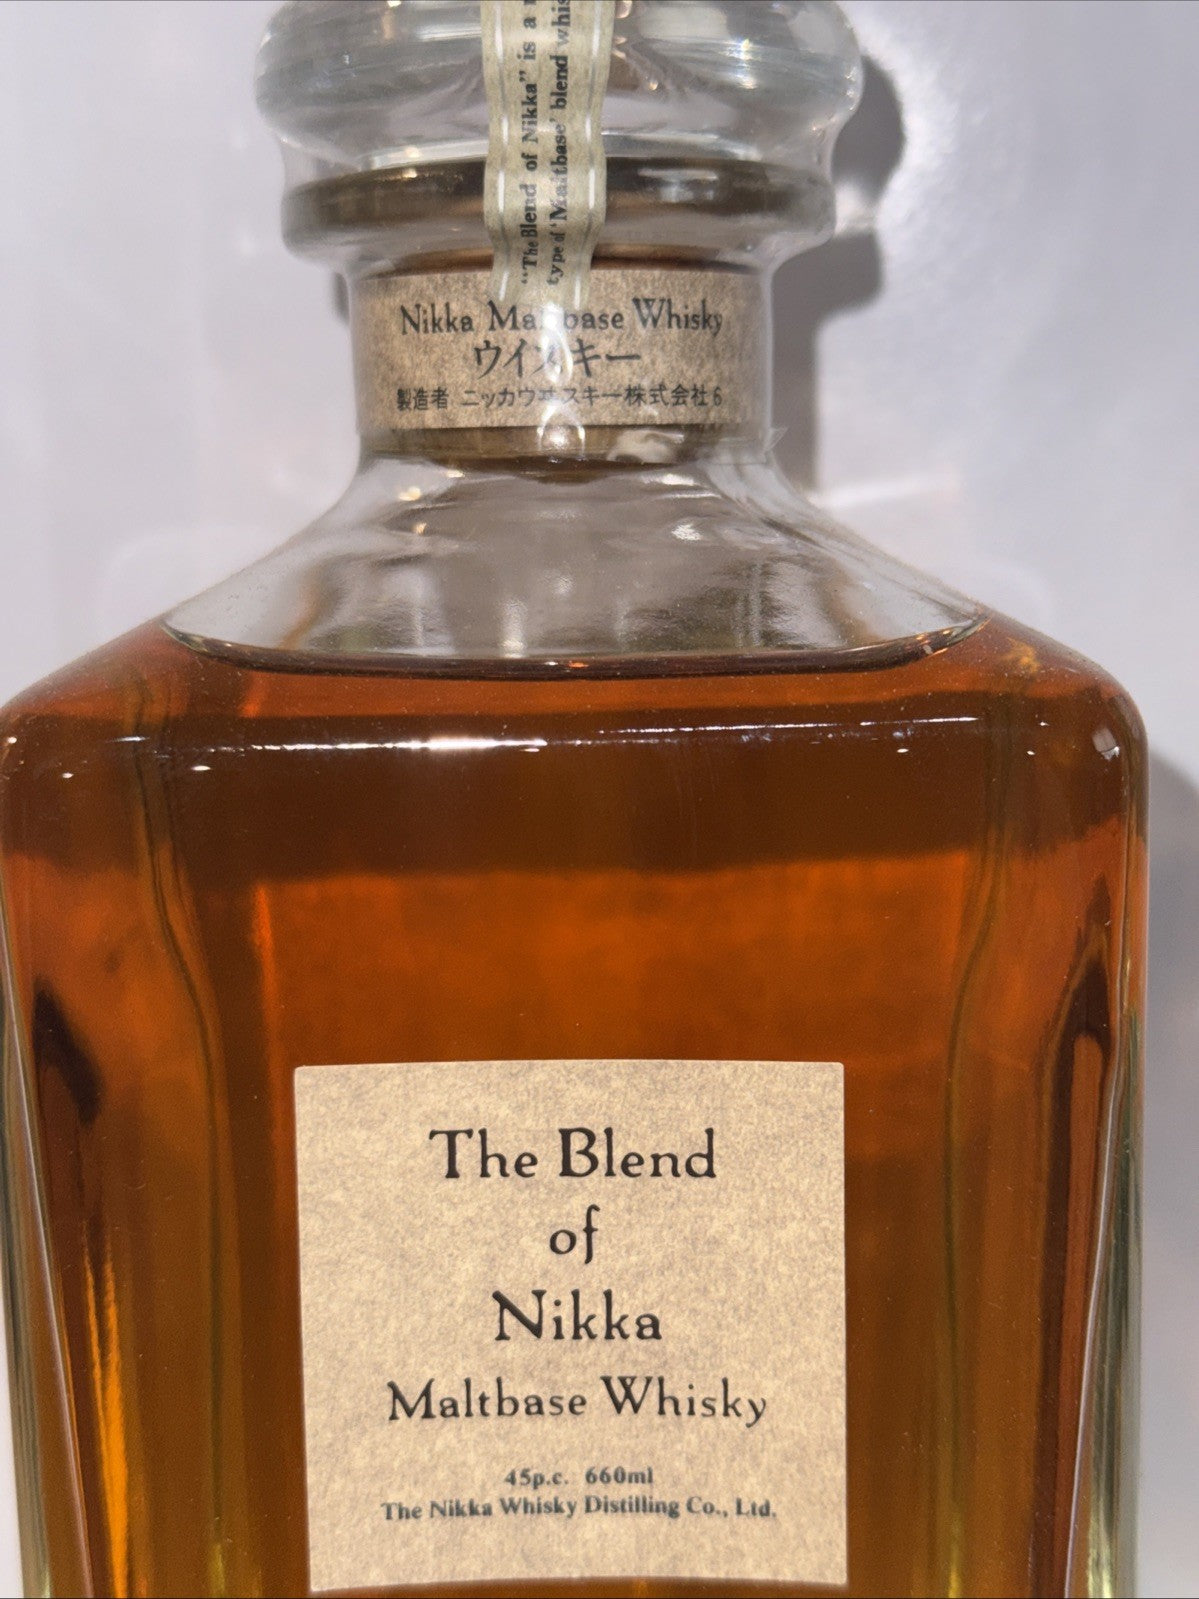 "The Blend of Nikka" is a
type of 'Maltbase' blend
Nikka Maltbase Whisky
ウイスキー
製造者 ニッカウヰスキー株式会社6
The Blend
of
Nikka
Maltbase Whisky
45p.c. 660ml
The Nikka Whisky Distilling Co., Ltd.